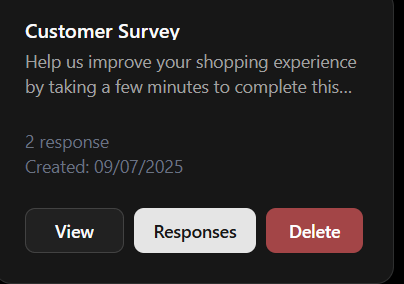 Customer Survey
Help us improve your shopping experience
by taking a few minutes to complete this...
2 response
Created: 09/07/2025
View
Responses
Delete